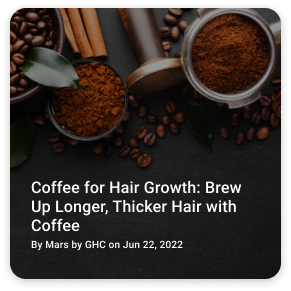 Coffee for Hair Growth: Brew
Up Longer, Thicker Hair with
Coffee
By Mars by GHC on Jun 22, 2022